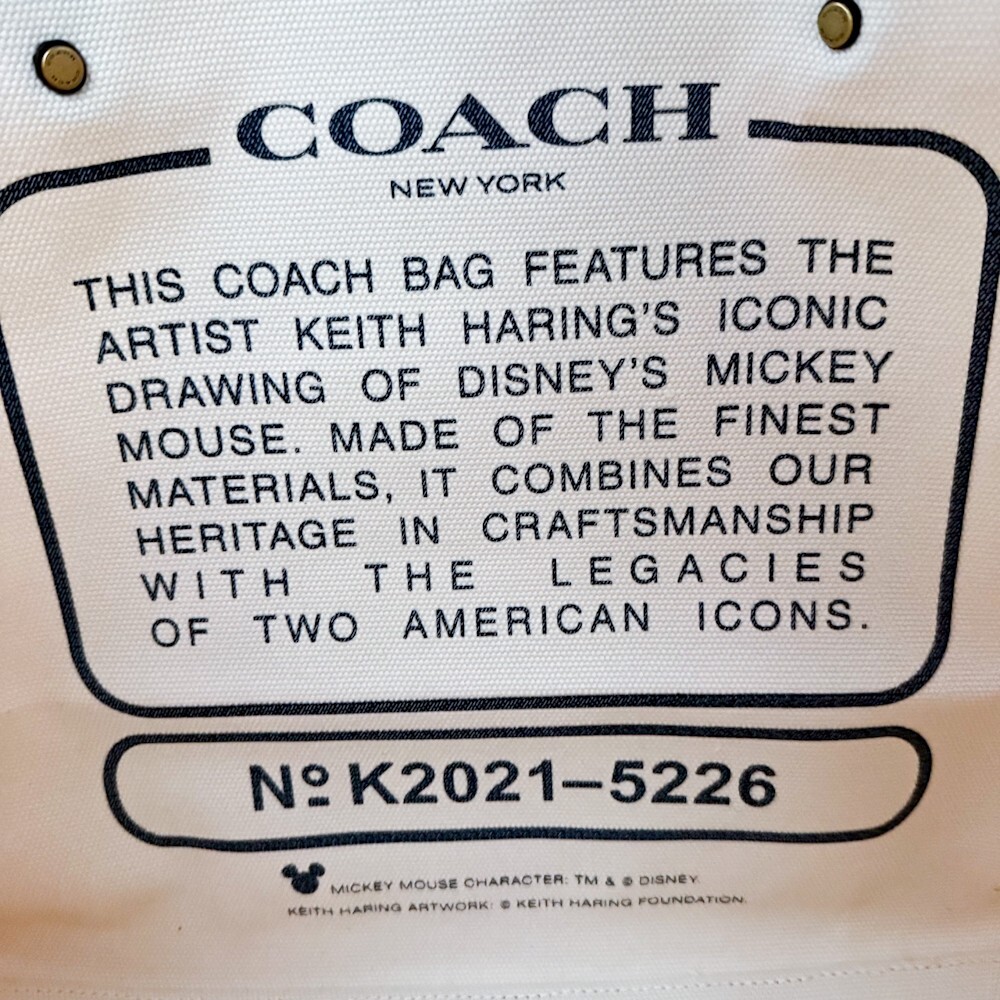 COACH
NEW YORK
THIS COACH BAG FEATURES THE
ARTIST KEITH HARING'S ICONIC
DRAWING OF DISNEY'S MICKEY
MOUSE. MADE OF THE FINEST
MATERIALS, IT COMBINES OUR
HERITAGE IN CRAFTSMANSHIP
WITH THE LEGACIES
OF TWO AMERICAN ICONS.
Nº K2021–5226
MICKEY MOUSE CHARACTER: TM & © DISNEY.
KEITH HARING ARTWORK: © KEITH HARING FOUNDATION.